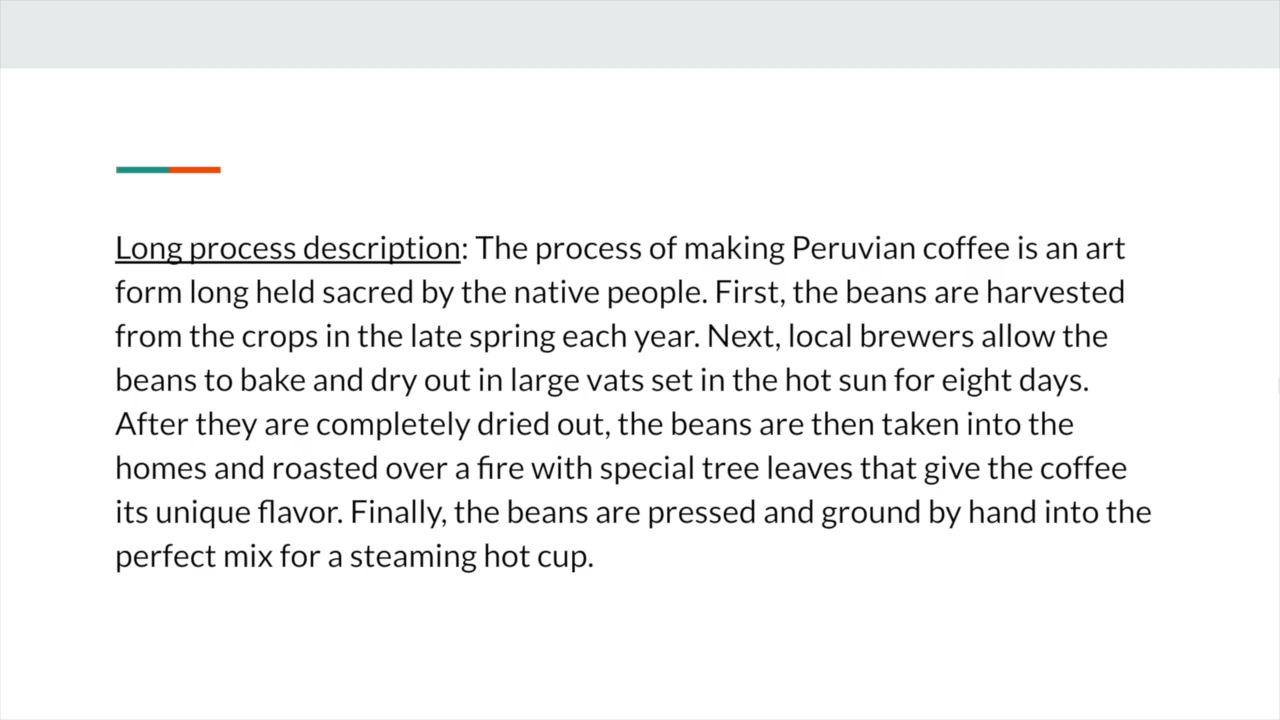 Long process description: The process of making Peruvian coffee is an art
form long held sacred by the native people. First, the beans are harvested
from the crops in the late spring each year. Next, local brewers allow the
beans to bake and dry out in large vats set in the hot sun for eight days.
After they are completely dried out, the beans are then taken into the
homes and roasted over a fire with special tree leaves that give the coffee
its unique flavor. Finally, the beans are pressed and ground by hand into the
perfect mix for a steaming hot cup.